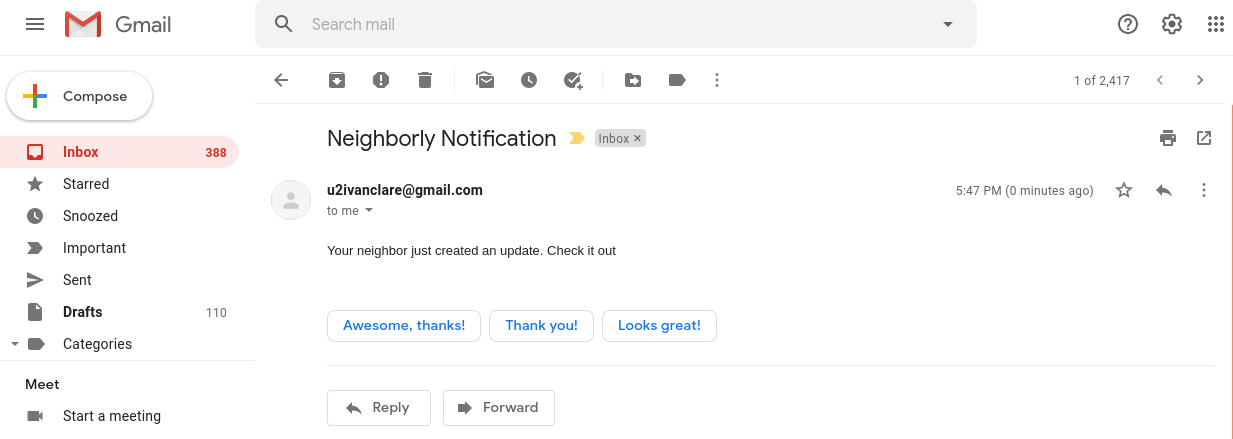 Gmail
Search mail
Compose
1 of 2,417
Inbox 388
Starred
Snoozed
Important
Sent
Drafts 110
Categories
Meet
Start a meeting
Neighborly Notification Inbox ×
u2ivanclare@gmail.com 5:47 PM (0 minutes ago)
to me
Your neighbor just created an update. Check it out
Awesome, thanks! Thank you! Looks great!
Reply Forward